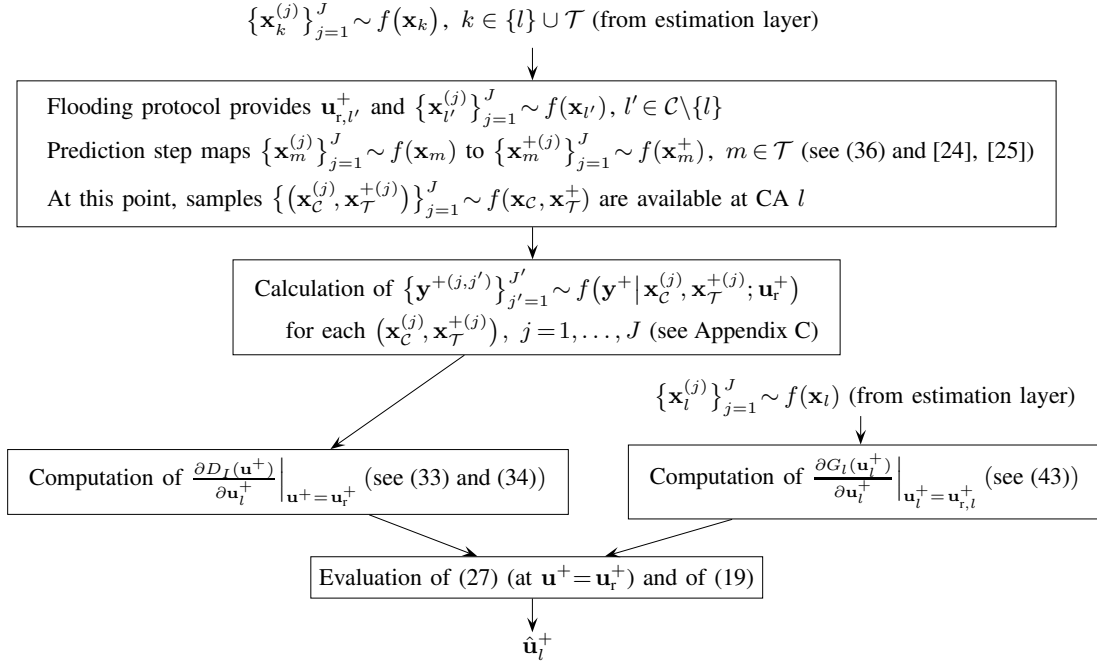 {x_k^{(j)}}_{j=1}^{J} ∼ f(x_k), k ∈ {l} ∪ 𝒯 (from estimation layer)
Flooding protocol provides u_{r,l′}^{+} and {x_{l′}^{(j)}}_{j=1}^{J} ∼ f(x_{l′}), l′ ∈ 𝒞\{l}
Prediction step maps {x_m^{(j)}}_{j=1}^{J} ∼ f(x_m) to {x_m^{+(j)}}_{j=1}^{J} ∼ f(x_m^{+}), m ∈ 𝒯 (see (36) and [24], [25])
At this point, samples {(x_𝒞^{(j)}, x_𝒯^{+(j)})}_{j=1}^{J} ∼ f(x_𝒞, x_𝒯^{+}) are available at CA l
Calculation of {y^{+(j,j′)}}_{j′=1}^{J′} ∼ f(y^{+} | x_𝒞^{(j)}, x_𝒯^{+(j)}; u_r^{+})
for each (x_𝒞^{(j)}, x_𝒯^{+(j)}), j = 1, . . . , J (see Appendix C)
{x_l^{(j)}}_{j=1}^{J} ∼ f(x_l) (from estimation layer)
Computation of ∂D_I(u^{+})/∂u_l^{+} |_{u^{+} = u_r^{+}} (see (33) and (34))
Computation of ∂G_l(u_l^{+})/∂u_l^{+} |_{u_l^{+} = u_{r,l}^{+}} (see (43))
Evaluation of (27) (at u^{+} = u_r^{+}) and of (19)
û_l^{+}